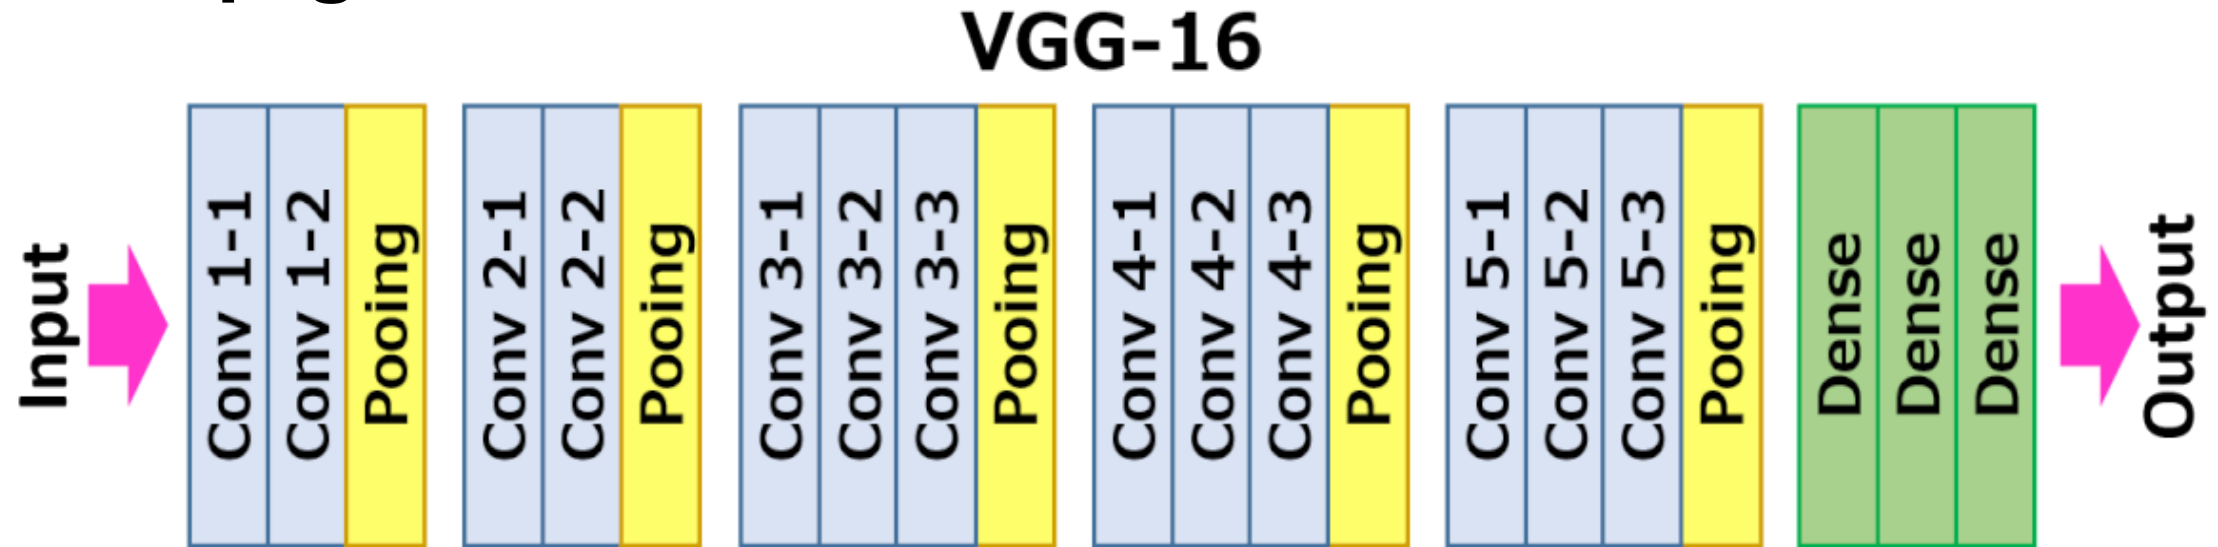 VGG-16
Input
Conv 1-1
Conv 1-2
Pooing
Conv 2-1
Conv 2-2
Pooing
Conv 3-1
Conv 3-2
Conv 3-3
Pooing
Conv 4-1
Conv 4-2
Conv 4-3
Pooing
Conv 5-1
Conv 5-2
Conv 5-3
Pooing
Dense
Dense
Dense
Output